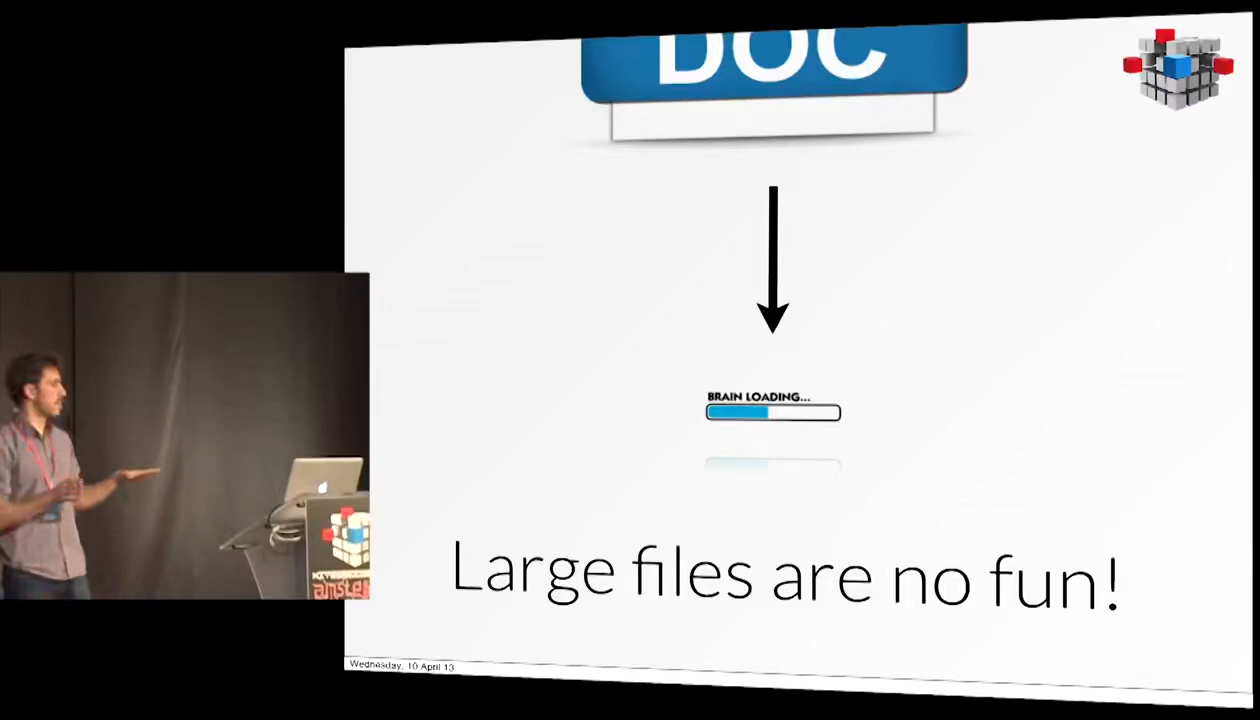 DOC
BRAIN LOADING...
Large files are no fun!
Wednesday, 10 April 13